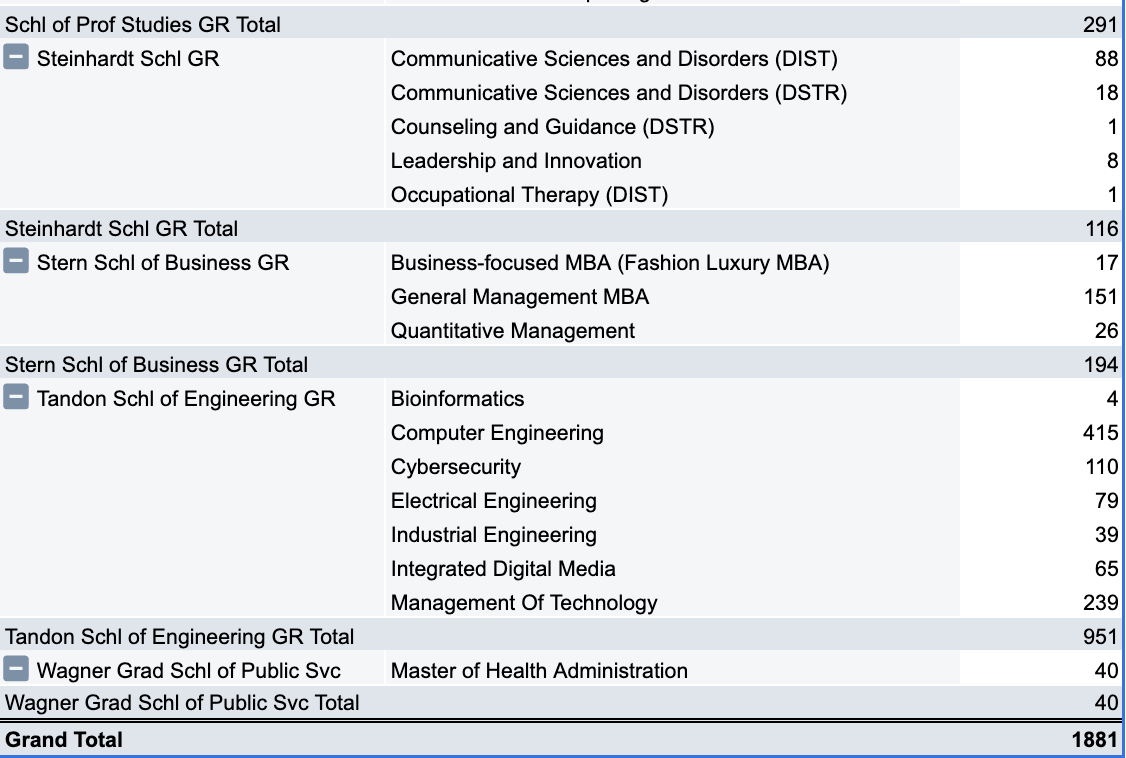 Schl of Prof Studies GR Total 291
Steinhardt Schl GR Communicative Sciences and Disorders (DIST) 88
Communicative Sciences and Disorders (DSTR) 18
Counseling and Guidance (DSTR) 1
Leadership and Innovation 8
Occupational Therapy (DIST) 1
Steinhardt Schl GR Total 116
Stern Schl of Business GR Business-focused MBA (Fashion Luxury MBA) 17
General Management MBA 151
Quantitative Management 26
Stern Schl of Business GR Total 194
Tandon Schl of Engineering GR Bioinformatics 4
Computer Engineering 415
Cybersecurity 110
Electrical Engineering 79
Industrial Engineering 39
Integrated Digital Media 65
Management Of Technology 239
Tandon Schl of Engineering GR Total 951
Wagner Grad Schl of Public Svc Master of Health Administration 40
Wagner Grad Schl of Public Svc Total 40
Grand Total 1881